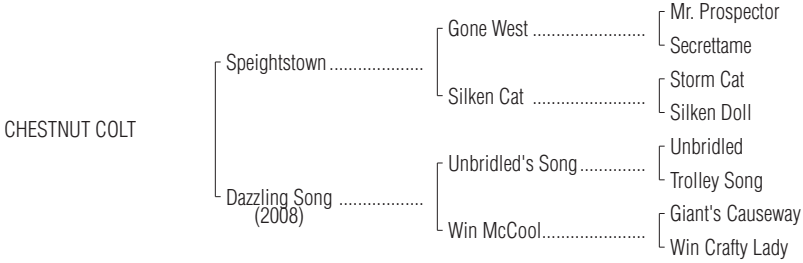 Mr. Prospector
Gone West ........................
Secrettame
Speightstown ....................
Storm Cat
Silken Cat ........................
Silken Doll
CHESTNUT COLT
Unbridled
Unbridled's Song ..............
Trolley Song
Dazzling Song ..................
(2008)
Giant's Causeway
Win McCool......................
Win Crafty Lady